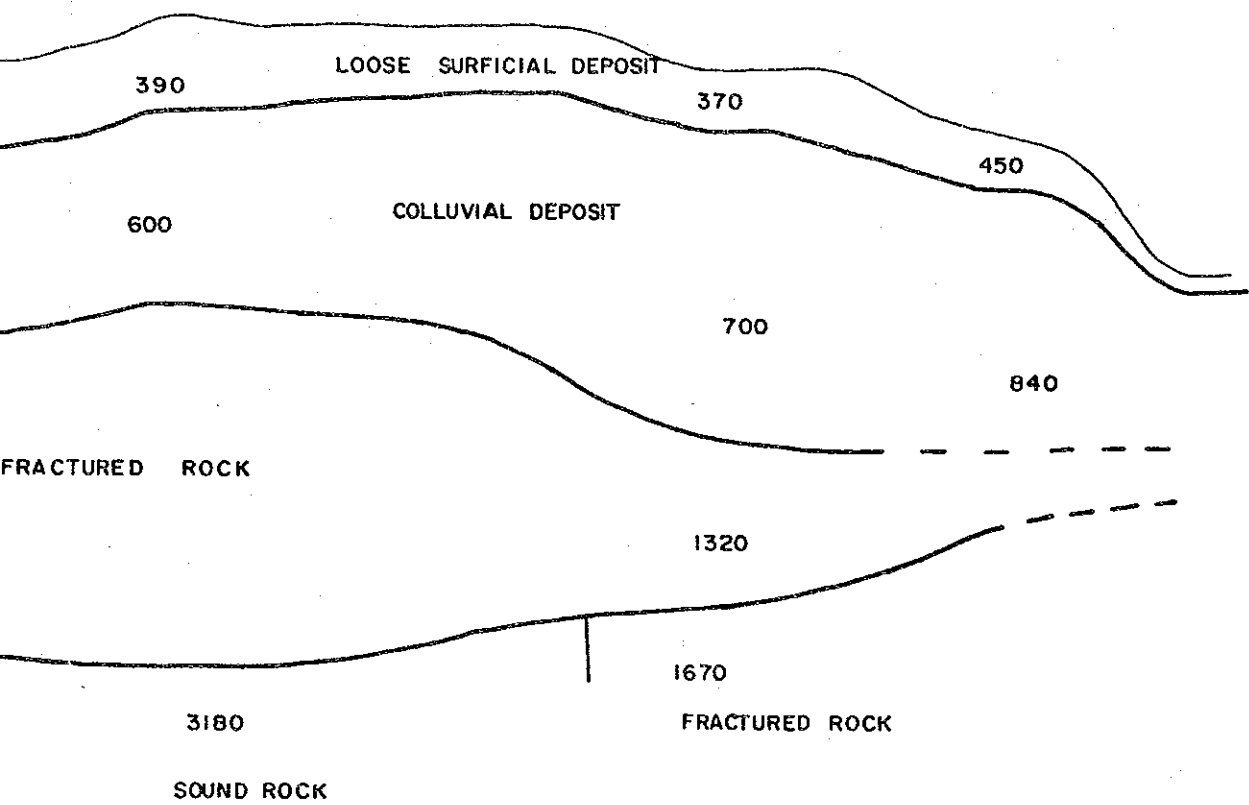 LOOSE SURFICIAL DEPOSIT
390
370
450
COLLUVIAL DEPOSIT
600
700
840
FRACTURED ROCK
1320
1670
3180
FRACTURED ROCK
SOUND ROCK